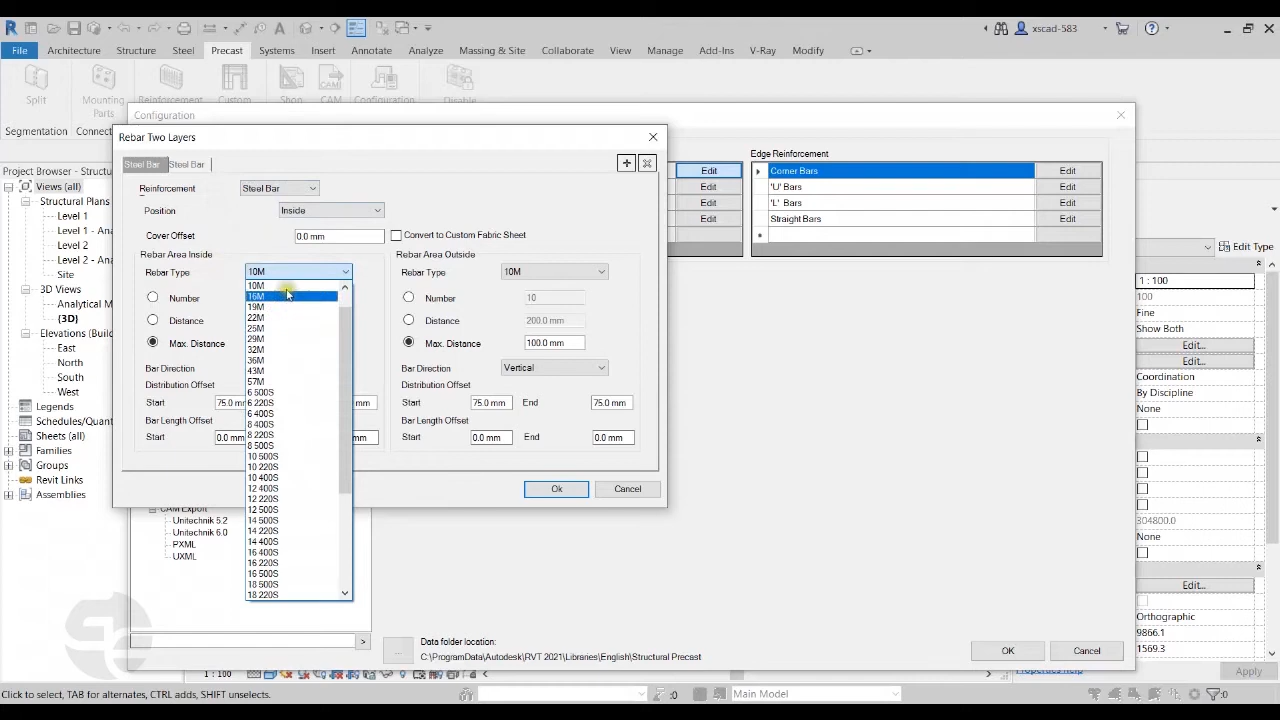 xscad-583
File Architecture Structure Steel Precast Systems Insert Annotate Analyze Massing & Site Collaborate View Manage Add-Ins V-Ray Modify
Split Mounting Parts Reinforcement Custom Shop CAM Configuration Disable
Segmentation
Configuration
Rebar Two Layers
Steel Bar Steel Bar
Edge Reinforcement
Edit Corner Bars Edit
Edit 'U' Bars Edit
Edit 'L' Bars Edit
Edit Straight Bars Edit
Reinforcement Steel Bar
Position Inside
Cover Offset 0.0 mm Convert to Custom Fabric Sheet
Rebar Area Inside
Rebar Type 10M
Number
Distance
Max. Distance
Bar Direction
Distribution Offset
Start 75.0 m
Bar Length Offset
Start 0.0 m
10M
16M
19M
22M
25M
29M
32M
36M
43M
57M
6 500S
6 220S
6 400S
8 400S
8 220S
8 500S
10 500S
10 220S
10 400S
12 400S
12 220S
12 500S
14 500S
14 220S
14 400S
16 400S
16 220S
16 500S
18 500S
18 220S
Rebar Area Outside
Rebar Type 10M
Number 10
Distance 200.0 mm
Max. Distance 100.0 mm
Bar Direction Vertical
Distribution Offset
Start 75.0 mm End 75.0 mm
Bar Length Offset
Start 0.0 mm End 0.0 mm
Ok Cancel
Project Browser - Structu
Views (all)
Structural Plans
Level 1
Level 1 - Ana
Level 2
Level 2 - Ana
Site
3D Views
Analytical M
{3D}
Elevations (Build
East
North
South
West
Legends
Schedules/Quant
Sheets (all)
Families
Groups
Revit Links
Assemblies
CAM Export
Unitechnik 5.2
Unitechnik 6.0
PXML
UXML
Data folder location:
C:\ProgramData\Autodesk\RVT 2021\Libraries\English\Structural Precast
OK Cancel
Edit Type
1 : 100
100
Fine
Show Both
Edit...
Edit...
Coordination
By Discipline
None
304800.0
None
Edit...
Orthographic
9866.1
1569.3
Properties help Apply
1 : 100
Click to select, TAB for alternates, CTRL adds, SHIFT unselects. :0 Main Model :0